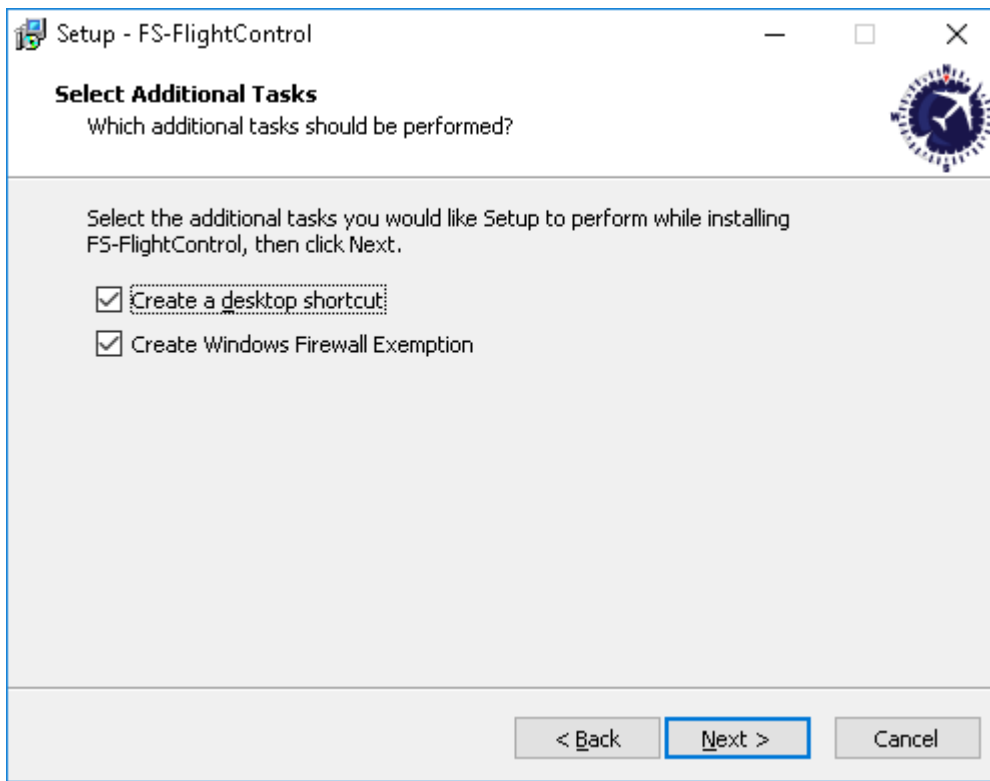 Setup - FS-FlightControl
Select Additional Tasks
Which additional tasks should be performed?
Select the additional tasks you would like Setup to perform while installing
FS-FlightControl, then click Next.
Create a desktop shortcut
Create Windows Firewall Exemption
< Back
Next >
Cancel